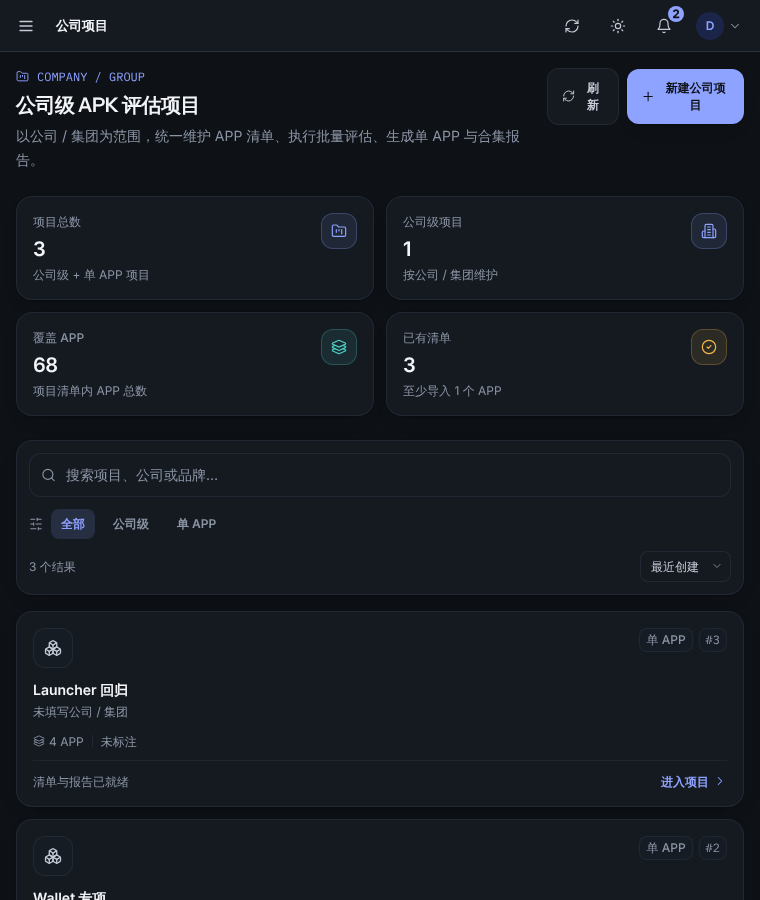 公司项目
2
D
COMPANY / GROUP
公司级 APK 评估项目
以公司 / 集团为范围，统一维护 APP 清单、执行批量评估、生成单 APP 与合集报
告。
刷
新
新建公司项
目
项目总数
3
公司级 + 单 APP 项目
公司级项目
1
按公司 / 集团维护
覆盖 APP
68
项目清单内 APP 总数
已有清单
3
至少导入 1 个 APP
搜索项目、公司或品牌...
全部 公司级 单 APP
3 个结果
最近创建
单 APP #3
Launcher 回归
未填写公司 / 集团
4 APP 未标注
清单与报告已就绪
进入项目
单 APP #2
Wallet 专项